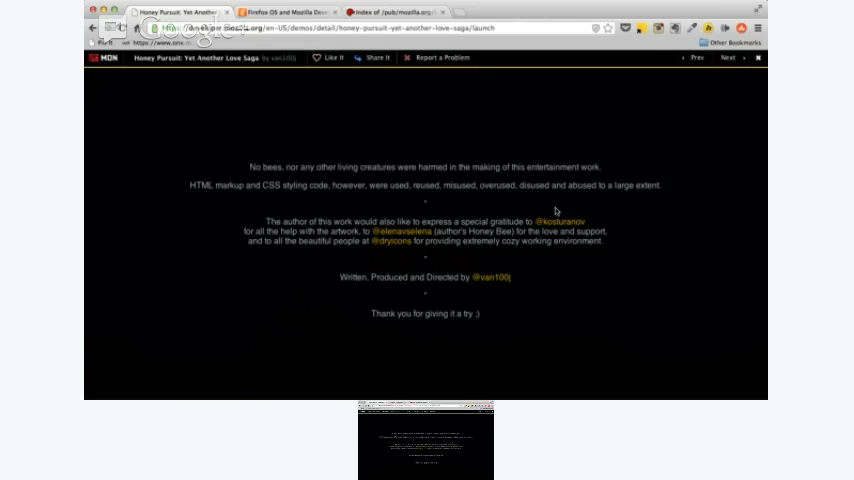 Honey Pursuit: Yet Another
Firefox OS and Mozilla Dev
Index of /pub/mozilla.org
Google+
mozilla.org/en-US/demos/detail/honey-pursuit-yet-another-love-saga/launch
Other Bookmarks
MDN Honey Pursuit: Yet Another Love Saga by van100j Like It Share It Report a Problem Prev Next
No bees, nor any other living creatures were harmed in the making of this entertainment work.
HTML markup and CSS styling code, however, were used, reused, misused, overused, disused and abused to a large extent.
The author of this work would also like to express a special gratitude to @kosturanov
for all the help with the artwork, to @elenavselena (author's Honey Bee) for the love and support,
and to all the beautiful people at @dryicons for providing extremely cozy working environment.
Written, Produced and Directed by @van100j
Thank you for giving it a try ;)